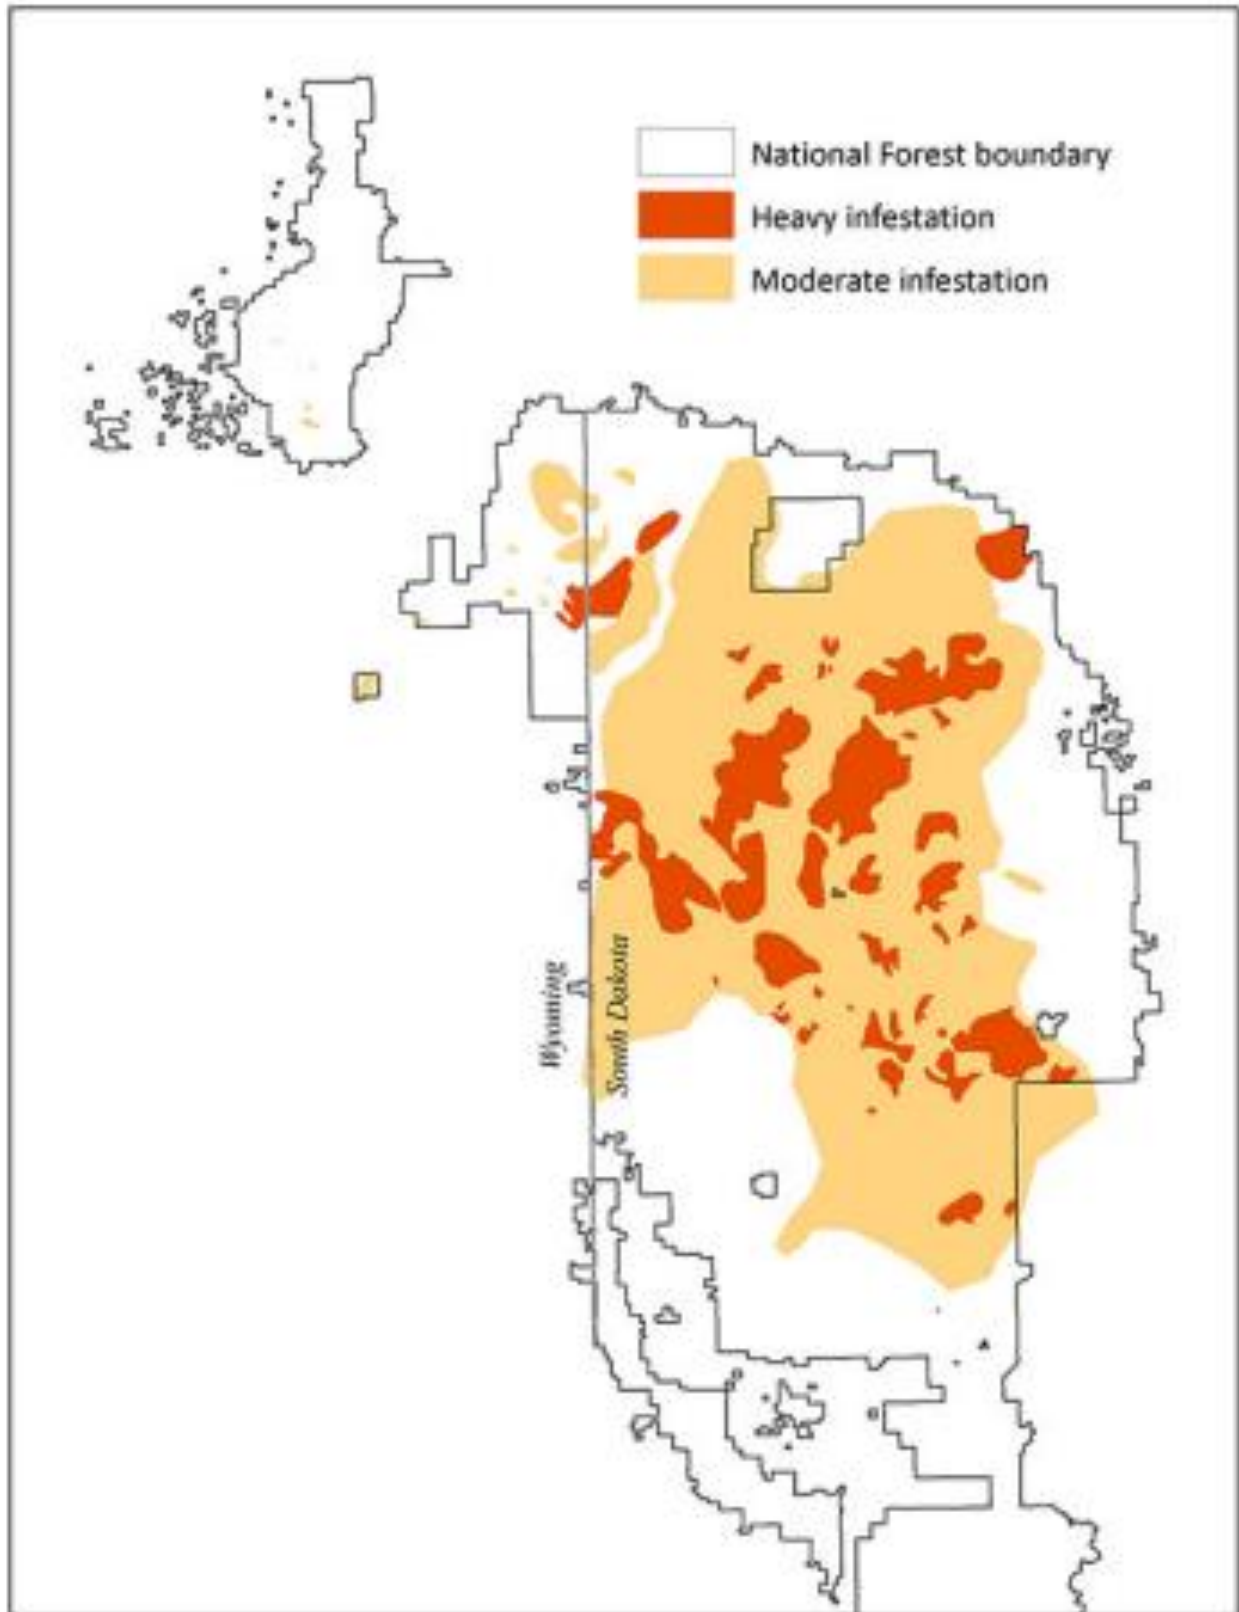 National Forest boundary
Heavy infestation
Moderate infestation
Wyoming
South Dakota